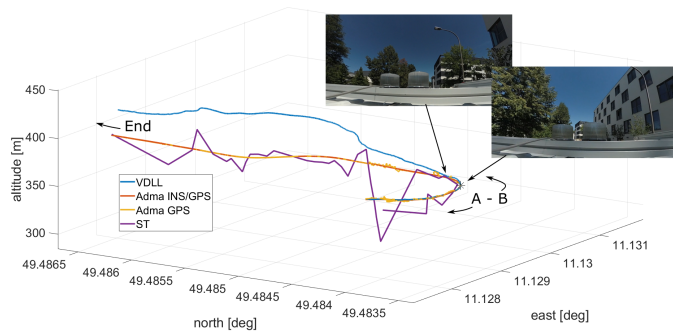 450
400
350
300
altitude [m]
End
VDLL
Adma INS/GPS
Adma GPS
ST
A - B
49.4865
49.486
49.4855
49.485
49.4845
49.484
49.4835
north [deg]
11.128
11.129
11.13
11.131
east [deg]